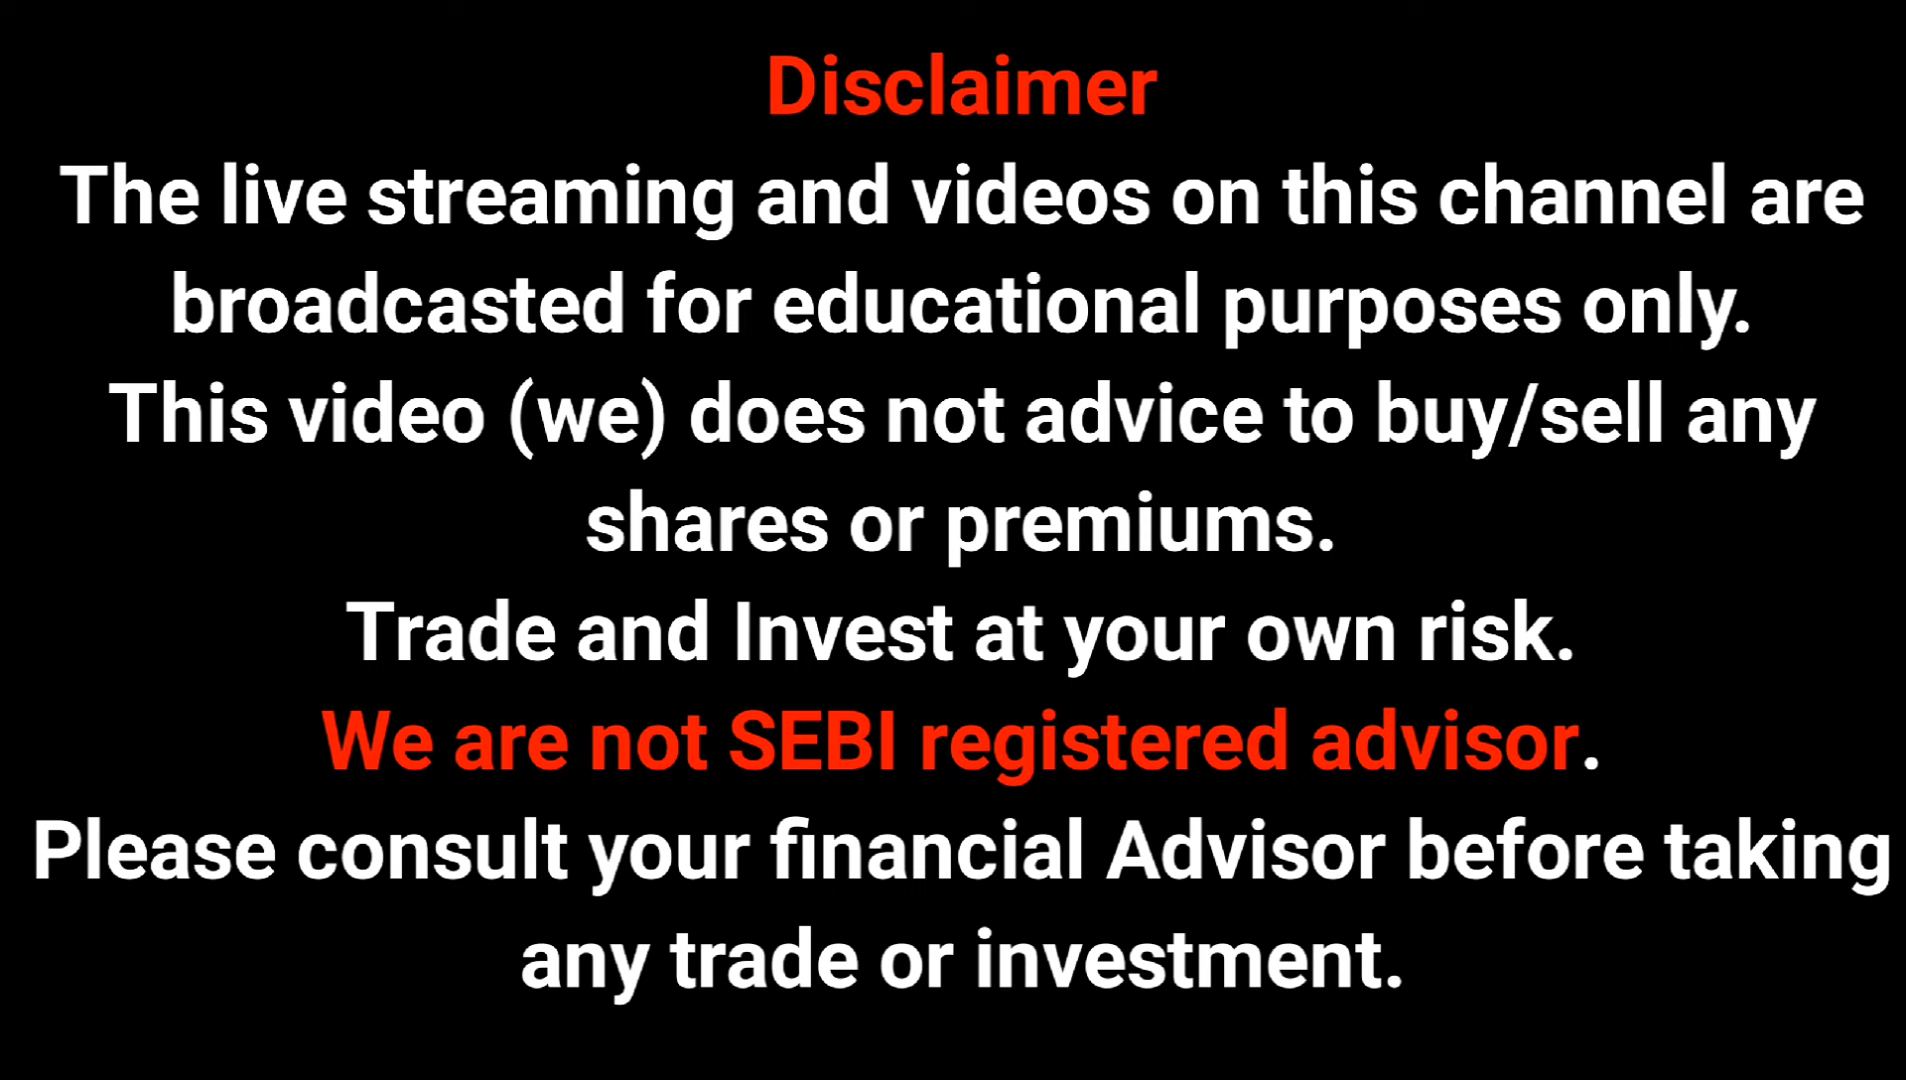 Disclaimer
The live streaming and videos on this channel are
broadcasted for educational purposes only.
This video (we) does not advice to buy/sell any
shares or premiums.
Trade and Invest at your own risk.
We are not SEBI registered advisor.
Please consult your financial Advisor before taking
any trade or investment.